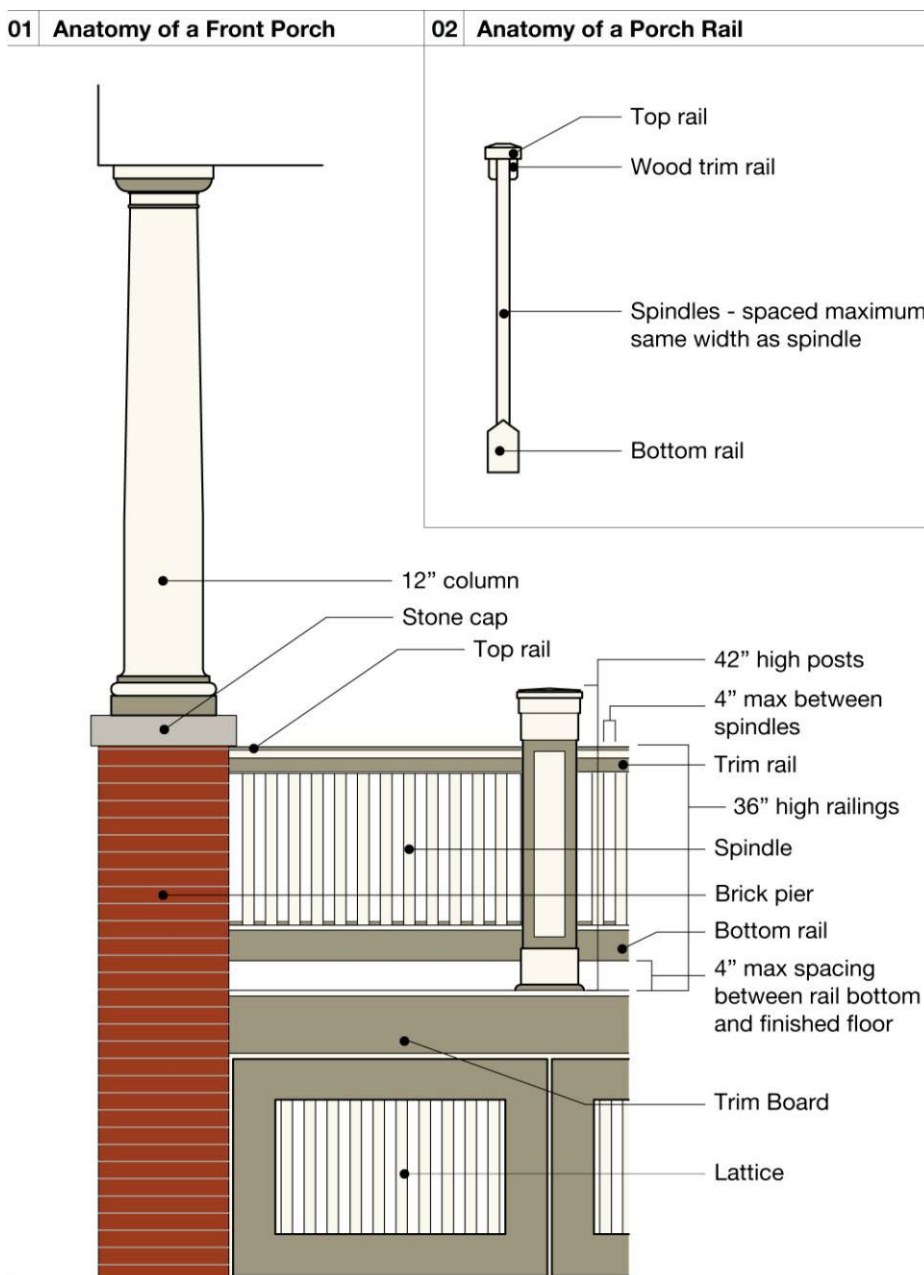 01 Anatomy of a Front Porch
02 Anatomy of a Porch Rail
Top rail
Wood trim rail
Spindles - spaced maximum
same width as spindle
Bottom rail
12” column
Stone cap
Top rail
42” high posts
4” max between
spindles
Trim rail
36” high railings
Spindle
Brick pier
Bottom rail
4” max spacing
between rail bottom
and finished floor
Trim Board
Lattice